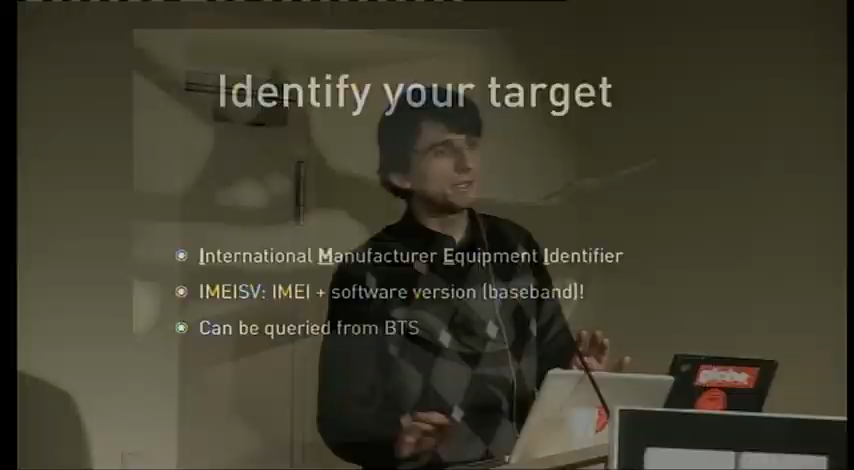 Identify your target
International Manufacturer Equipment Identifier
IMEISV: IMEI + software version (baseband)!
Can be queried from BTS